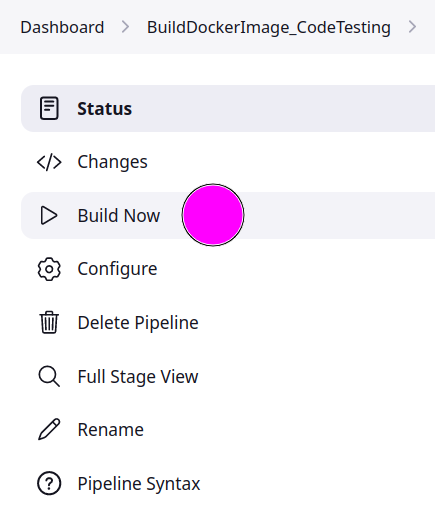 Dashboard > BuildDockerImage_CodeTesting >
Status
Changes
Build Now
Configure
Delete Pipeline
Full Stage View
Rename
Pipeline Syntax